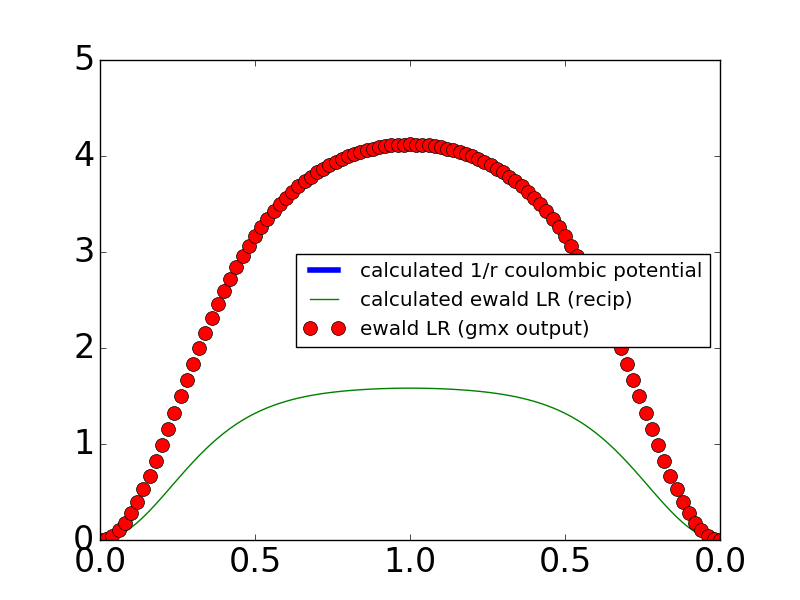 5
4
3
2
1
0
calculated 1/r coulombic potential
calculated ewald LR (recip)
ewald LR (gmx output)
0.0 0.5 1.0 0.5 0.0